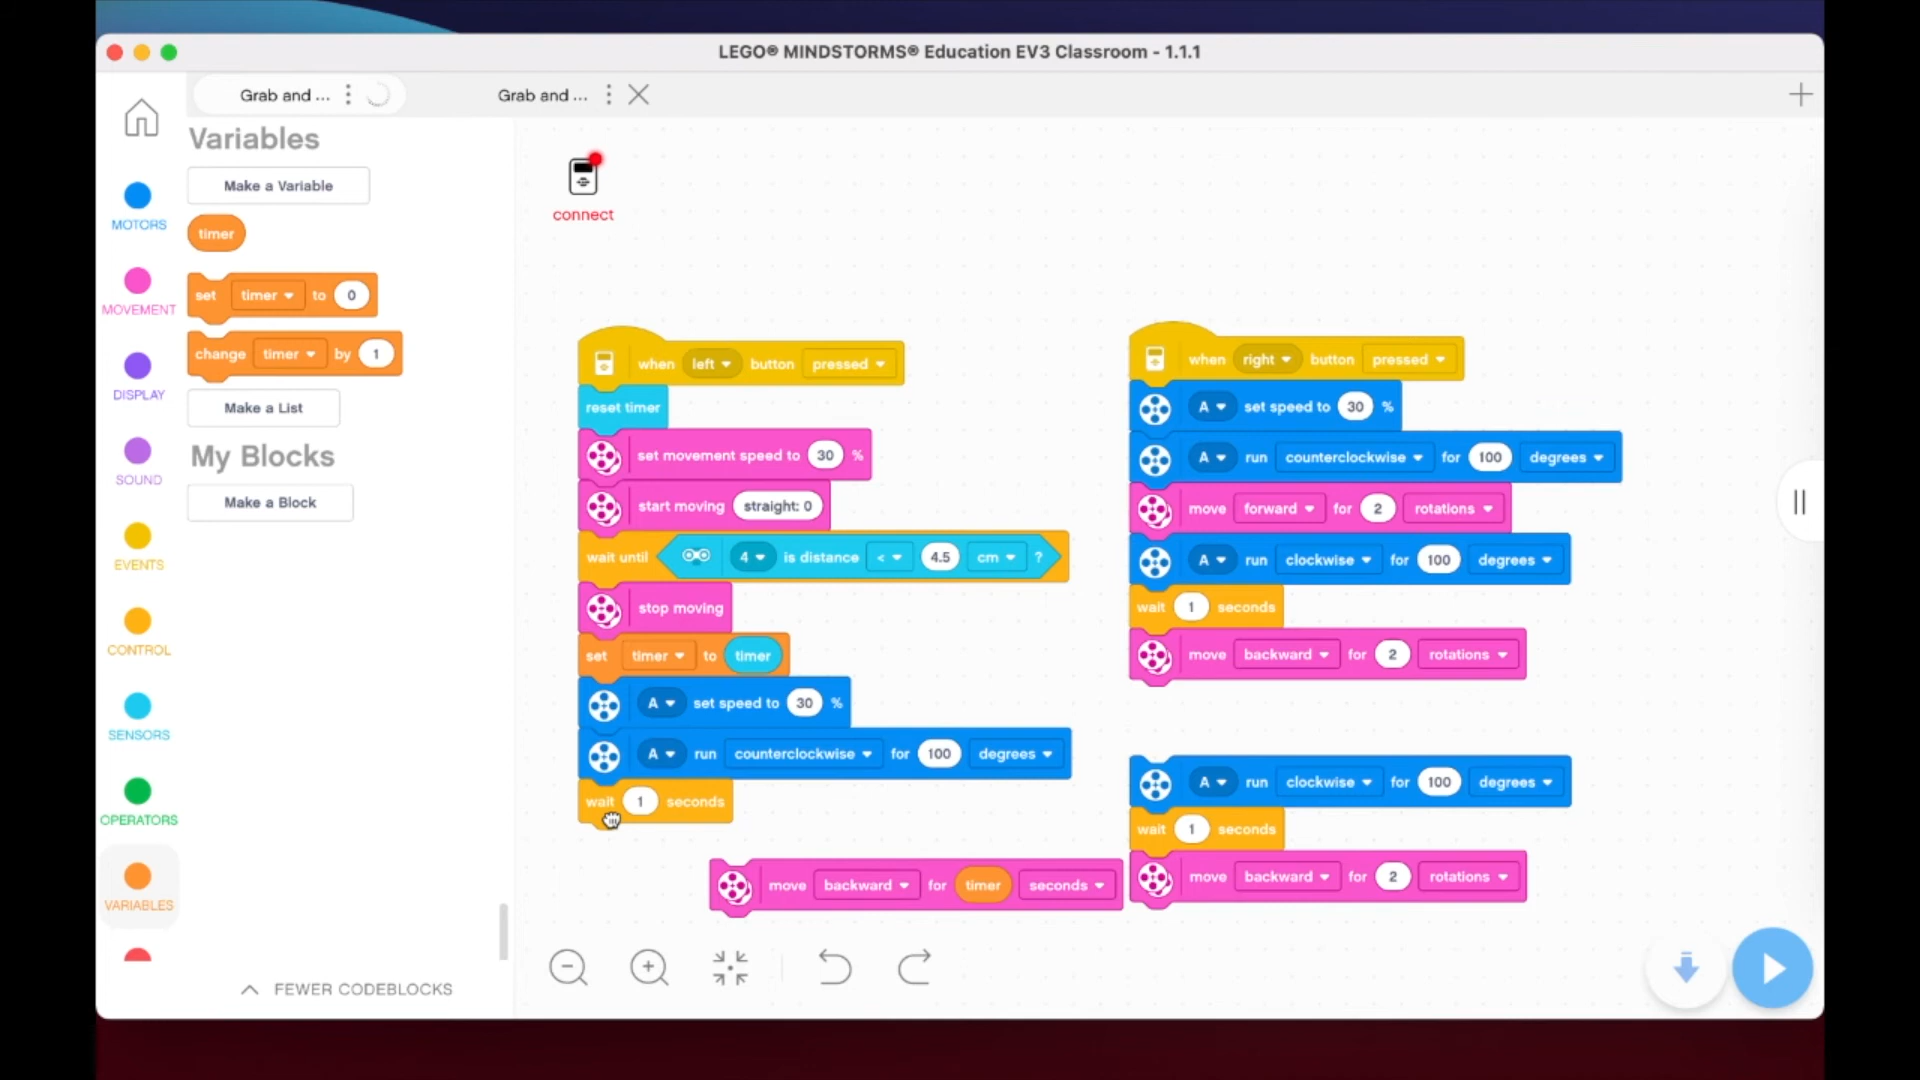 LEGO® MINDSTORMS® Education EV3 Classroom - 1.1.1
Grab and ...
Grab and ...
MOTORS
MOVEMENT
DISPLAY
SOUND
EVENTS
CONTROL
SENSORS
OPERATORS
VARIABLES
Variables
Make a Variable
timer
set timer to 0
change timer by 1
Make a List
My Blocks
Make a Block
FEWER CODEBLOCKS
connect
when left button pressed
reset timer
set movement speed to 30 %
start moving straight: 0
wait until 4 is distance < 4.5 cm ?
stop moving
set timer to timer
A set speed to 30 %
A run counterclockwise for 100 degrees
wait 1 seconds
move backward for timer seconds
when right button pressed
A set speed to 30 %
A run counterclockwise for 100 degrees
move forward for 2 rotations
A run clockwise for 100 degrees
wait 1 seconds
move backward for 2 rotations
A run clockwise for 100 degrees
wait 1 seconds
move backward for 2 rotations